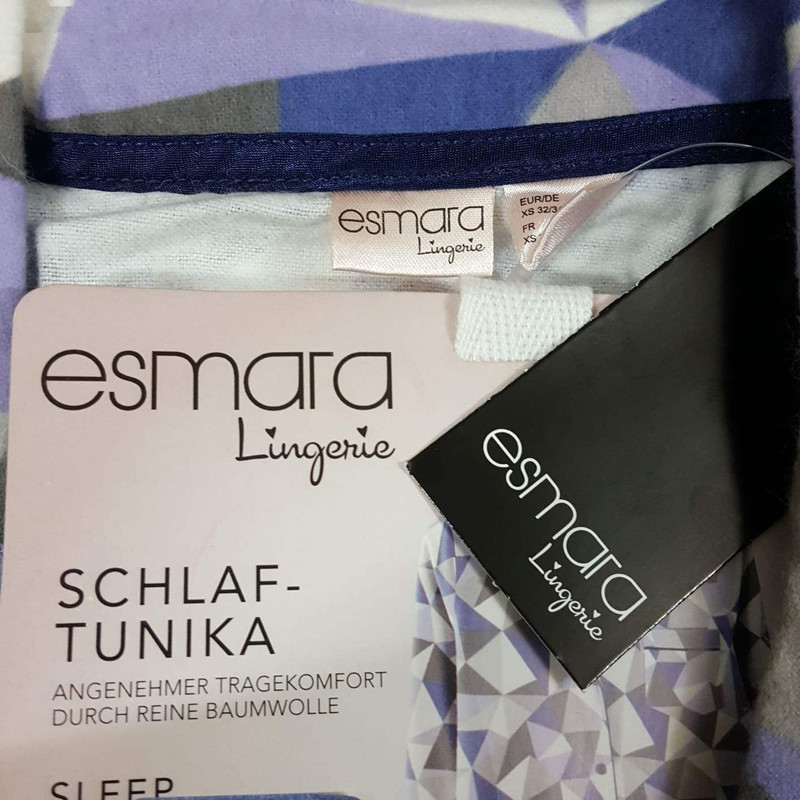 esmara
Lingerie
EUR/DE
XS 32/3
FR
XS
esmara
Lingerie
esmara
Lingerie
SCHLAF-
TUNIKA
ANGENEHMER TRAGEKOMFORT
DURCH REINE BAUMWOLLE
SLEEP